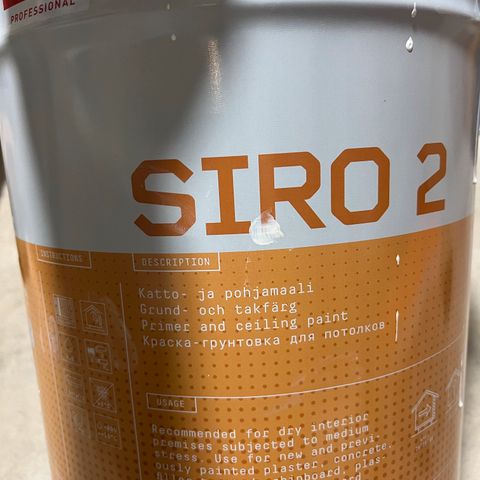 PROFESSIONAL
SIRO 2
INSTRUCTIONS
DESCRIPTION
Katto- ja pohjamaali
Grund- och takfärg
Primer and ceiling paint
Краска-грунтовка для потолков
USAGE
Recommended for dry interior
premises subjected to medium
stress. Use for new and previ-
ously painted plaster, concrete,
chipboard, plas-